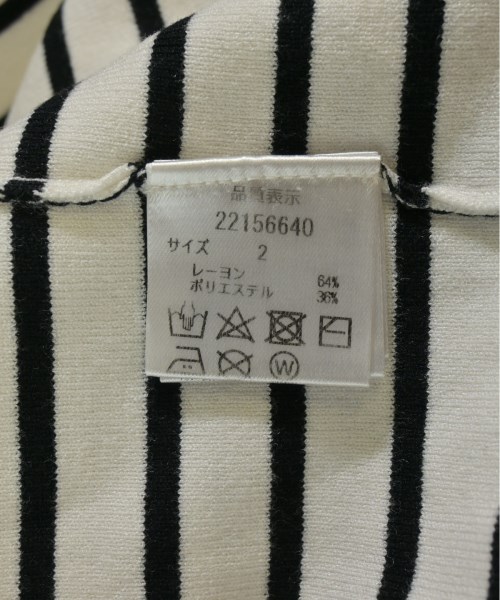 品質表示
22156640
サイズ 2
レーヨン 64%
ポリエステル 36%
W